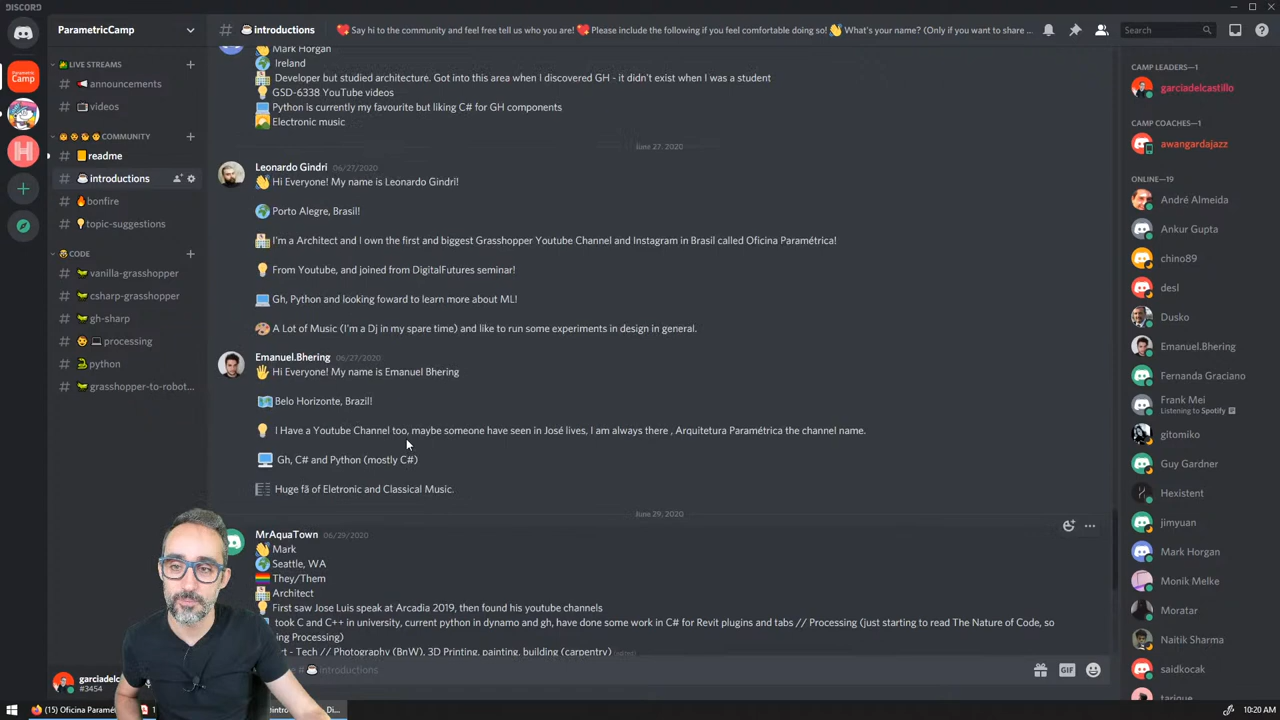 DISCORD
ParametricCamp
# introductions
Say hi to the community and feel free tell us who you are! Please include the following if you feel comfortable doing so! What's your name? (Only if you want to share ...
Search
LIVE STREAMS
announcements
videos
COMMUNITY
# readme
# introductions
# bonfire
# topic-suggestions
CODE
# vanilla-grasshopper
# csharp-grasshopper
# gh-sharp
# processing
# python
# grasshopper-to-robot...
garciadelc
#3454
Mark Horgan
Ireland
Developer but studied architecture. Got into this area when I discovered GH - it didn't exist when I was a student
GSD-6338 YouTube videos
Python is currently my favourite but liking C# for GH components
Electronic music
June 27, 2020
Leonardo Gindri 06/27/2020
Hi Everyone! My name is Leonardo Gindri!
Porto Alegre, Brasil!
I'm a Architect and I own the first and biggest Grasshopper Youtube Channel and Instagram in Brasil called Oficina Paramétrica!
From Youtube, and joined from DigitalFutures seminar!
Gh, Python and looking foward to learn more about ML!
A Lot of Music (I'm a Dj in my spare time) and like to run some experiments in design in general.
Emanuel.Bhering 06/27/2020
Hi Everyone! My name is Emanuel Bhering
Belo Horizonte, Brazil!
I Have a Youtube Channel too, maybe someone have seen in José lives, I am always there , Arquitetura Paramétrica the channel name.
Gh, C# and Python (mostly C#)
Huge fã of Eletronic and Classical Music.
June 29, 2020
MrAquaTown 06/29/2020
Mark
Seattle, WA
They/Them
Architect
First saw Jose Luis speak at Arcadia 2019, then found his youtube channels
took C and C++ in university, current python in dynamo and gh, have done some work in C# for Revit plugins and tabs // Processing (just starting to read The Nature of Code, so
ing Processing)
- Tech // Photography (BnW), 3D Printing, painting, building (carpentry) (edited)
introductions
GIF
CAMP LEADERS—1
garciadelcastillo
CAMP COACHES—1
awangardajazz
ONLINE—19
André Almeida
Ankur Gupta
chino89
desl
Dusko
Emanuel.Bhering
Fernanda Graciano
Frank Mei
Listening to Spotify
gitomiko
Guy Gardner
Hexistent
jimyuan
Mark Horgan
Monik Melke
Moratar
Naitik Sharma
saidkocak
tarique
(15) Oficina Paramé
1
10:20 AM